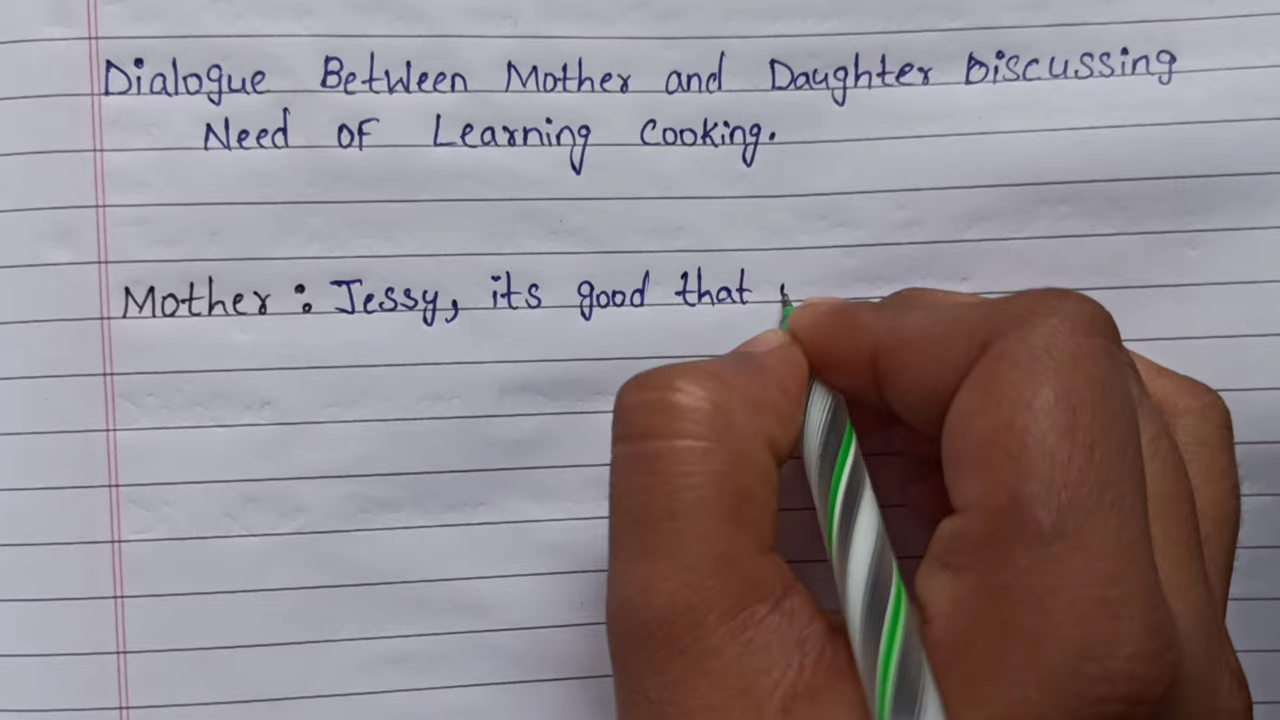 Dialogue Between Mother and Daughter Discussing
Need Of Learning Cooking.
Mother : Jessy, its good that